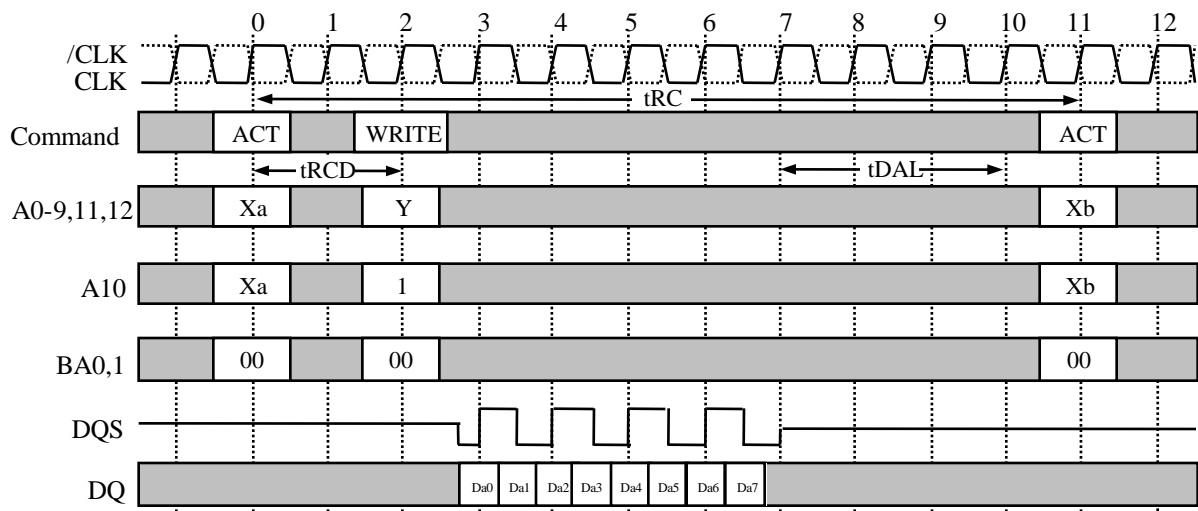 0 1 2 3 4 5 6 7 8 9 10 11 12
/CLK
CLK
tRC
Command ACT WRITE ACT
tRCD tDAL
A0-9,11,12 Xa Y Xb
A10 Xa 1 Xb
BA0,1 00 00 00
DQS
DQ Da0 Da1 Da2 Da3 Da4 Da5 Da6 Da7